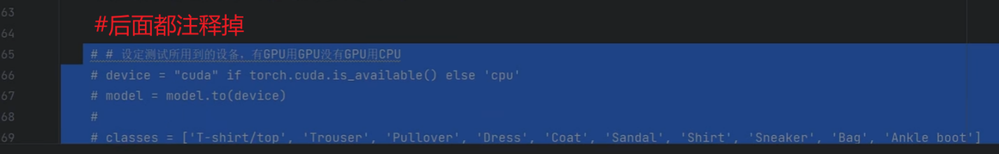 63
#后面都注释掉
64
65 # # 设定测试所用到的设备，有GPU用GPU没有GPU用CPU
66 # device = "cuda" if torch.cuda.is_available() else 'cpu'
67 # model = model.to(device)
68 #
69 # classes = ['T-shirt/top', 'Trouser', 'Pullover', 'Dress', 'Coat', 'Sandal', 'Shirt', 'Sneaker', 'Bag', 'Ankle boot']